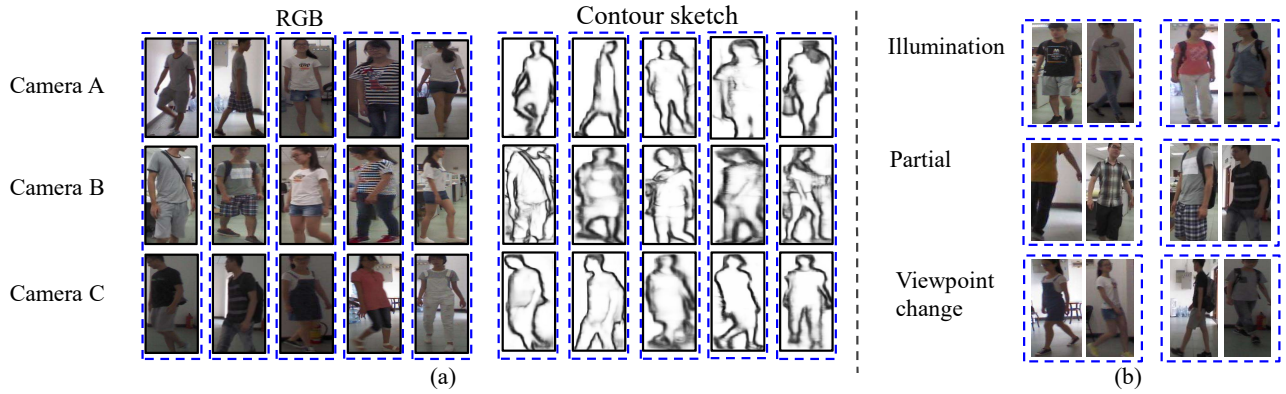 RGB
Contour sketch
Camera A
Camera B
Camera C
(a)
Illumination
Partial
Viewpoint
change
(b)